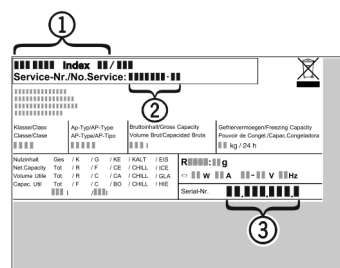 1
Index /
Service-Nr./No.Service: -
2
Klasse/Class Ap-Typ/AP-Type Bruttoinhalt/Gross Capacity Gefriervermoegen/Freezing Capacity
Classe/Clase AP-Type/AP-Tipo Volume Brut/Capacidad Bruta Pouvoir de Congel./Capac.Congeladora
l kg / 24 h
Nutzinhalt Ges / K / G / KE / KALT / EIS
Net.Capacity Tot / R / F / CE / CHILL / ICE
Volume Utile Tot / R / C / CA / CHILL / GLA
Capac. Util Tot / F / C / BO / CHILL / HIE
l / l
R : g
W A - V Hz
Serial-Nr. . . .
3